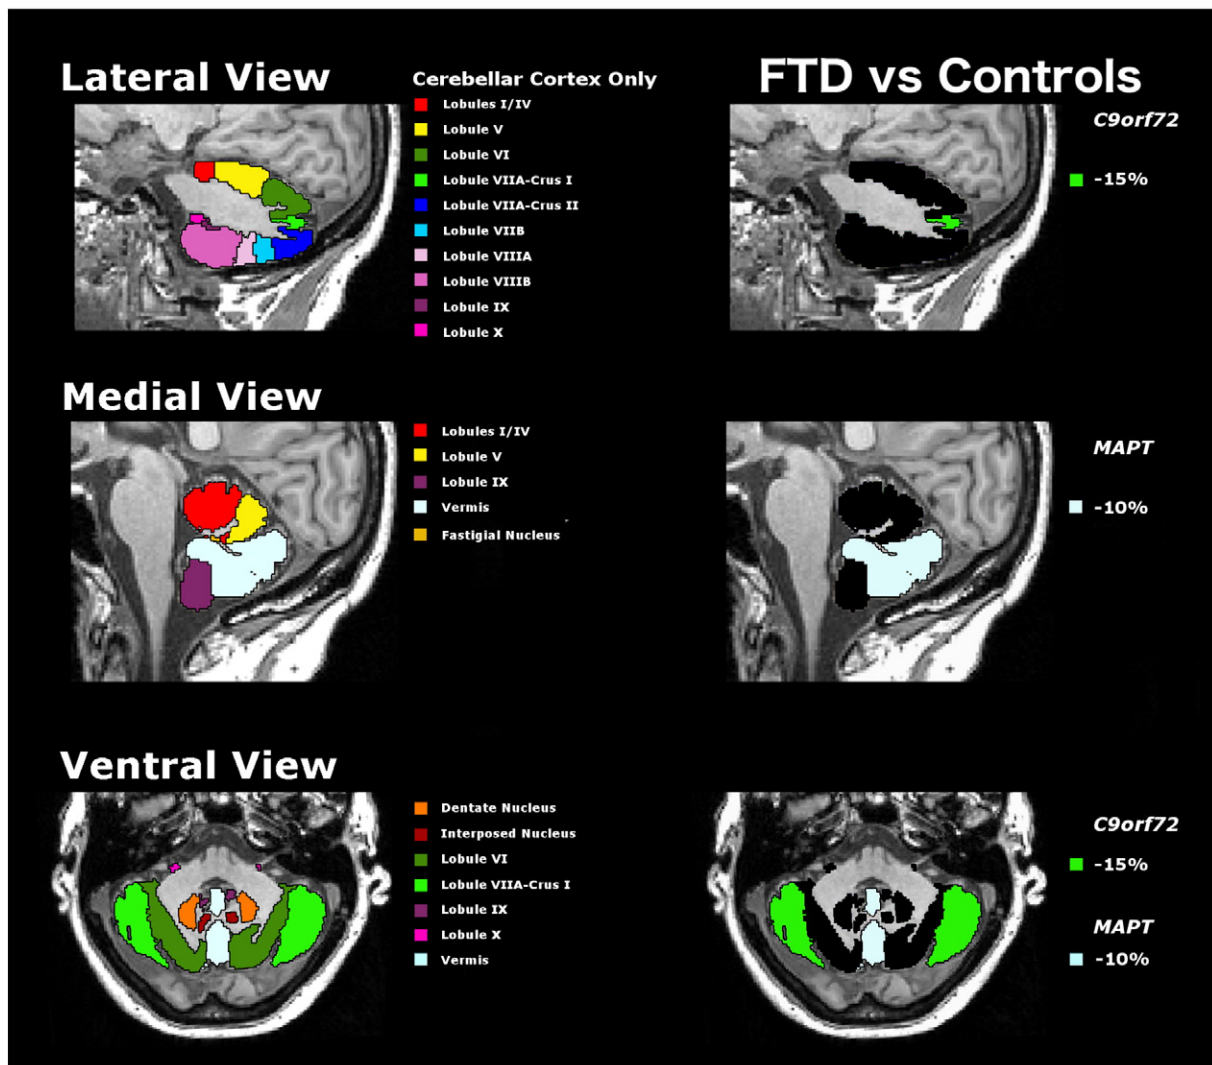 Lateral View
Cerebellar Cortex Only
Lobules I/IV
Lobule V
Lobule VI
Lobule VIIA-Crus I
Lobule VIIA-Crus II
Lobule VIIB
Lobule VIIIA
Lobule VIIIB
Lobule IX
Lobule X
FTD vs Controls
C9orf72
-15%
Medial View
Lobules I/IV
Lobule V
Lobule IX
Vermis
Fastigial Nucleus
MAPT
-10%
Ventral View
Dentate Nucleus
Interposed Nucleus
Lobule VI
Lobule VIIA-Crus I
Lobule IX
Lobule X
Vermis
C9orf72
-15%
MAPT
-10%